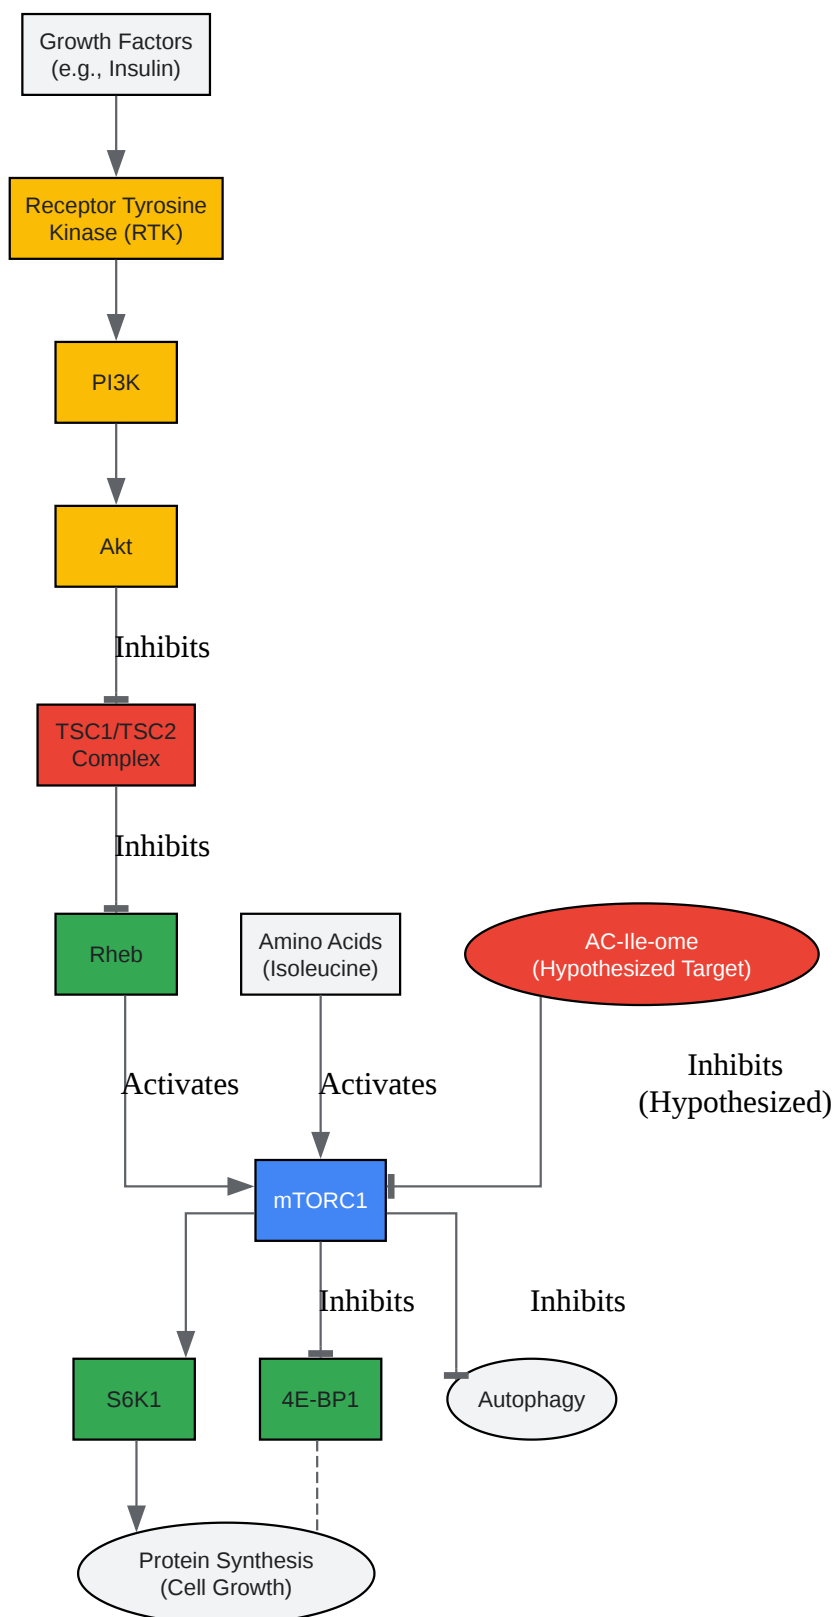 Growth Factors
(e.g., Insulin)
Receptor Tyrosine
Kinase (RTK)
PI3K
Akt
Inhibits
TSC1/TSC2
Complex
Inhibits
Rheb
Amino Acids
(Isoleucine)
AC-Ile-ome
(Hypothesized Target)
Activates
Activates
Inhibits
(Hypothesized)
mTORC1
Inhibits
Inhibits
S6K1
4E-BP1
Autophagy
Protein Synthesis
(Cell Growth)